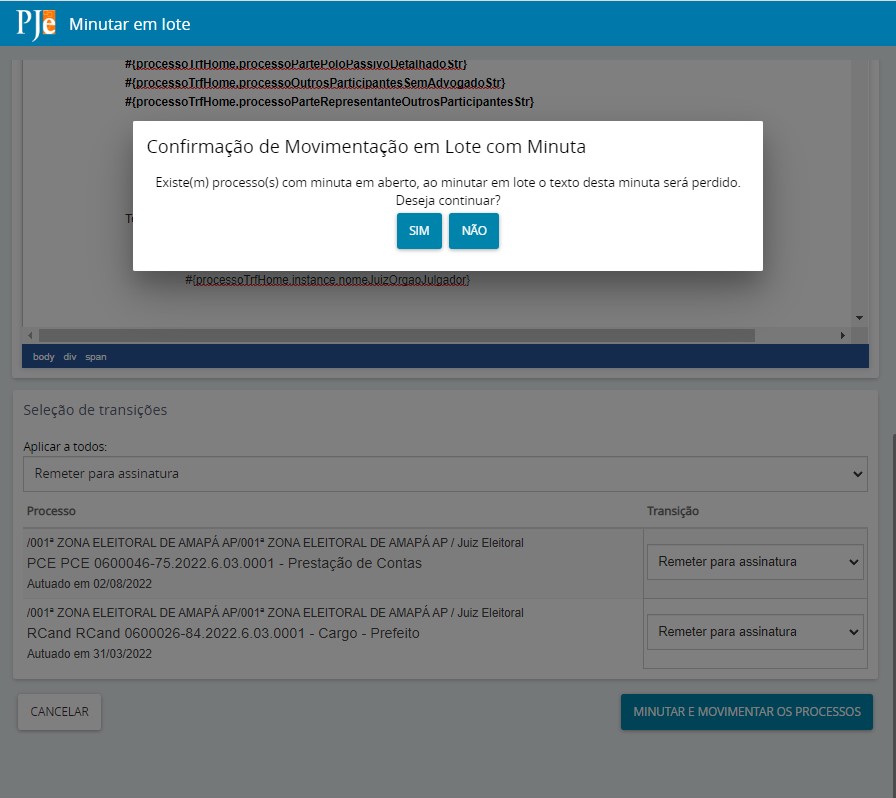 PJe Minutar em lote
#{processoTrfHome.processoPartePoloPassivoDetalhadoStr}
#{processoTrfHome.processoOutrosParticipantesSemAdvogadoStr}
#{processoTrfHome.processoParteRepresentanteOutrosParticipantesStr}
Confirmação de Movimentação em Lote com Minuta
Existe(m) processo(s) com minuta em aberto, ao minutar em lote o texto desta minuta será perdido.
Deseja continuar?
SIM NÃO
#{processoTrfHome.instance.nomeJuizOrgaoJulgador}
body div span
Seleção de transições
Aplicar a todos:
Remeter para assinatura
Processo Transição
/001ª ZONA ELEITORAL DE AMAPÁ AP/001ª ZONA ELEITORAL DE AMAPÁ AP / Juiz Eleitoral
PCE PCE 0600046-75.2022.6.03.0001 - Prestação de Contas Remeter para assinatura
Autuado em 02/08/2022
/001ª ZONA ELEITORAL DE AMAPÁ AP/001ª ZONA ELEITORAL DE AMAPÁ AP / Juiz Eleitoral
RCand RCand 0600026-84.2022.6.03.0001 - Cargo - Prefeito Remeter para assinatura
Autuado em 31/03/2022
CANCELAR MINUTAR E MOVIMENTAR OS PROCESSOS